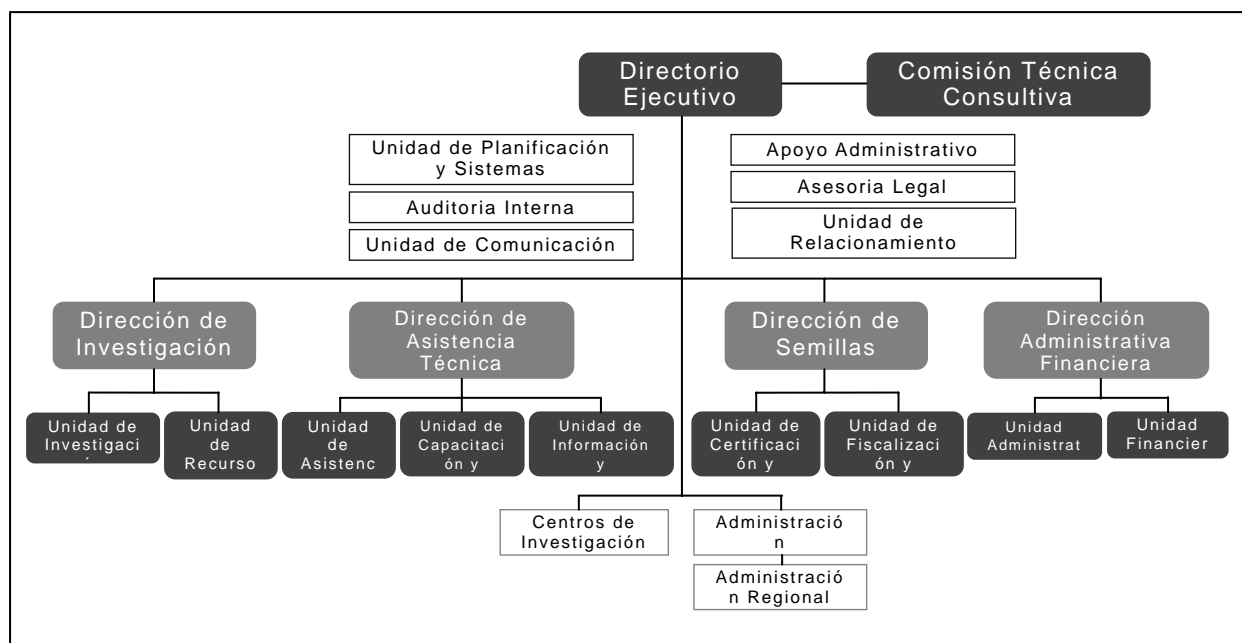 Directorio
Ejecutivo
Comisión Técnica
Consultiva
Unidad de Planificación
y Sistemas
Auditoria Interna
Unidad de Comunicación
Apoyo Administrativo
Asesoria Legal
Unidad de
Relacionamiento
Dirección de
Investigación
Dirección de
Asistencia
Técnica
Dirección de
Semillas
Dirección
Administrativa
Financiera
Unidad de
Investigaci
Unidad
de
Recurso
Unidad
de
Asistenc
Unidad de
Capacitaci
ón y
Unidad de
Información
y
Unidad de
Certificaci
ón y
Unidad de
Fiscalizaci
ón y
Unidad
Administrat
Unidad
Financier
Centros de
Investigación
Administració
n
Administració
n Regional